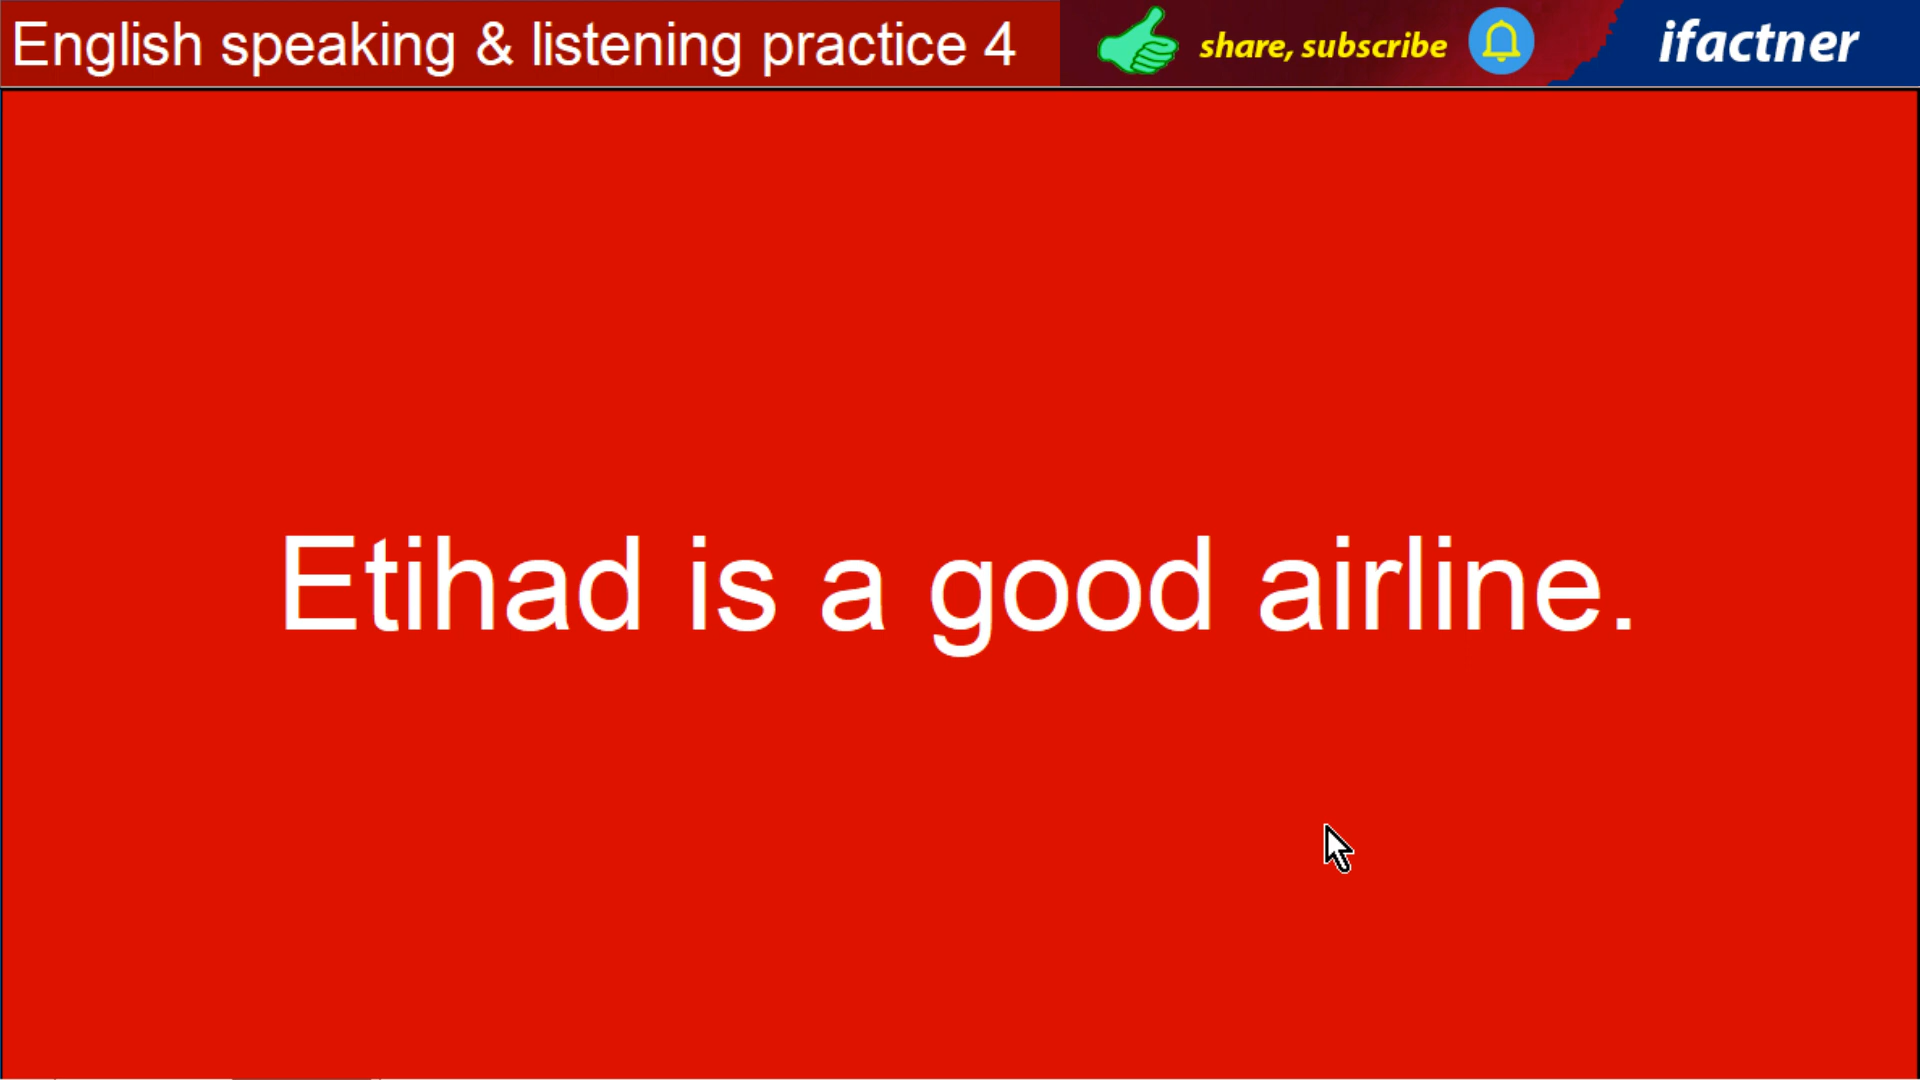 English speaking & listening practice 4
share, subscribe
ifactner
Etihad is a good airline.